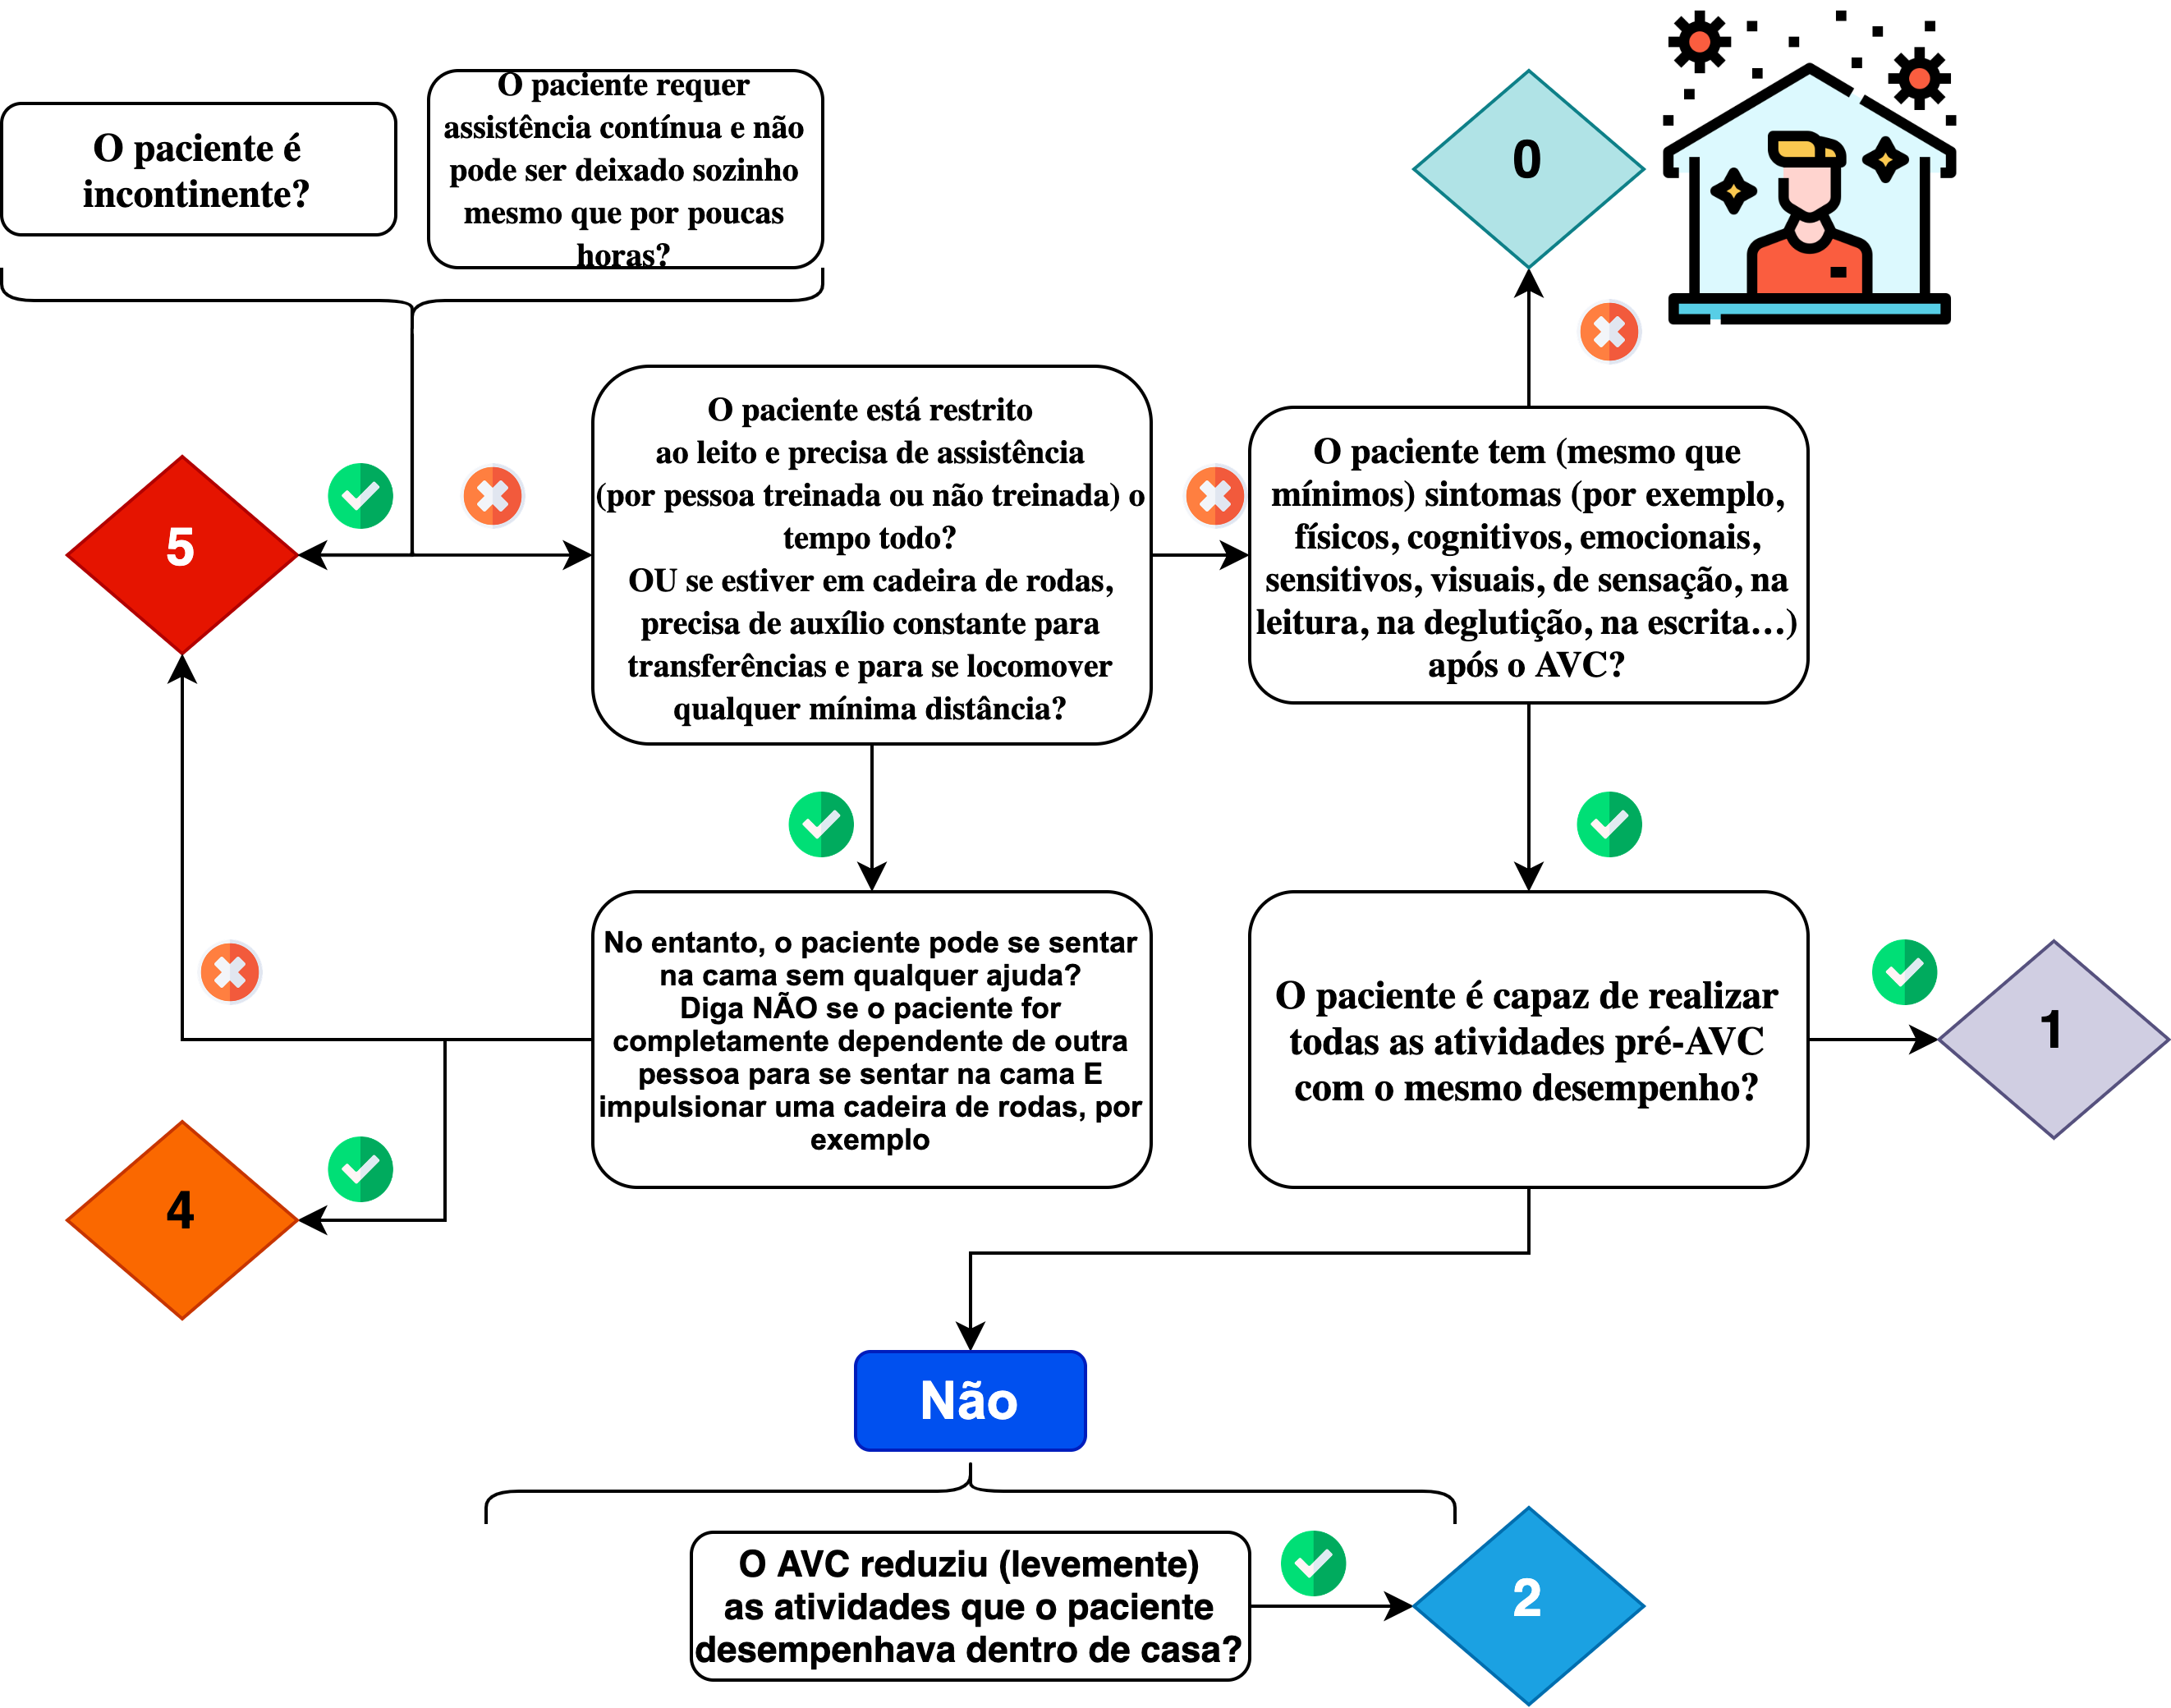 O paciente é
incontinente?
O paciente requer
assistência contínua e não
pode ser deixado sozinho
mesmo que por poucas
horas?
0
5
O paciente está restrito
ao leito e precisa de assistência
(por pessoa treinada ou não treinada) o
tempo todo?
OU se estiver em cadeira de rodas,
precisa de auxílio constante para
transferências e para se locomover
qualquer mínima distância?
O paciente tem (mesmo que
mínimos) sintomas (por exemplo,
físicos, cognitivos, emocionais,
sensitivos, visuais, de sensação, na
leitura, na deglutição, na escrita...)
após o AVC?
No entanto, o paciente pode se sentar
na cama sem qualquer ajuda?
Diga NÃO se o paciente for
completamente dependente de outra
pessoa para se sentar na cama E
impulsionar uma cadeira de rodas, por
exemplo
O paciente é capaz de realizar
todas as atividades pré-AVC
com o mesmo desempenho?
1
4
Não
O AVC reduziu (levemente)
as atividades que o paciente
desempenhava dentro de casa?
2